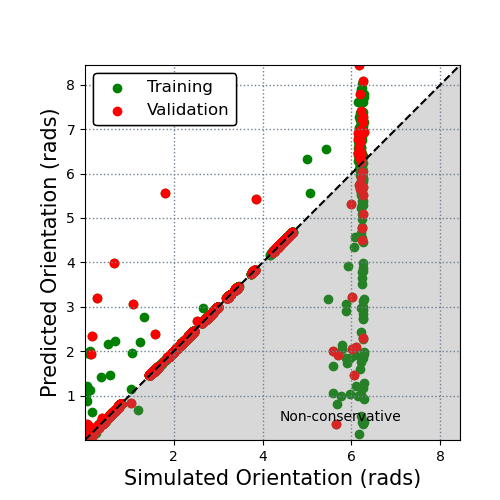 Training
Validation
Predicted Orientation (rads)
8
7
6
5
4
3
2
1
Non-conservative
2 4 6 8
Simulated Orientation (rads)